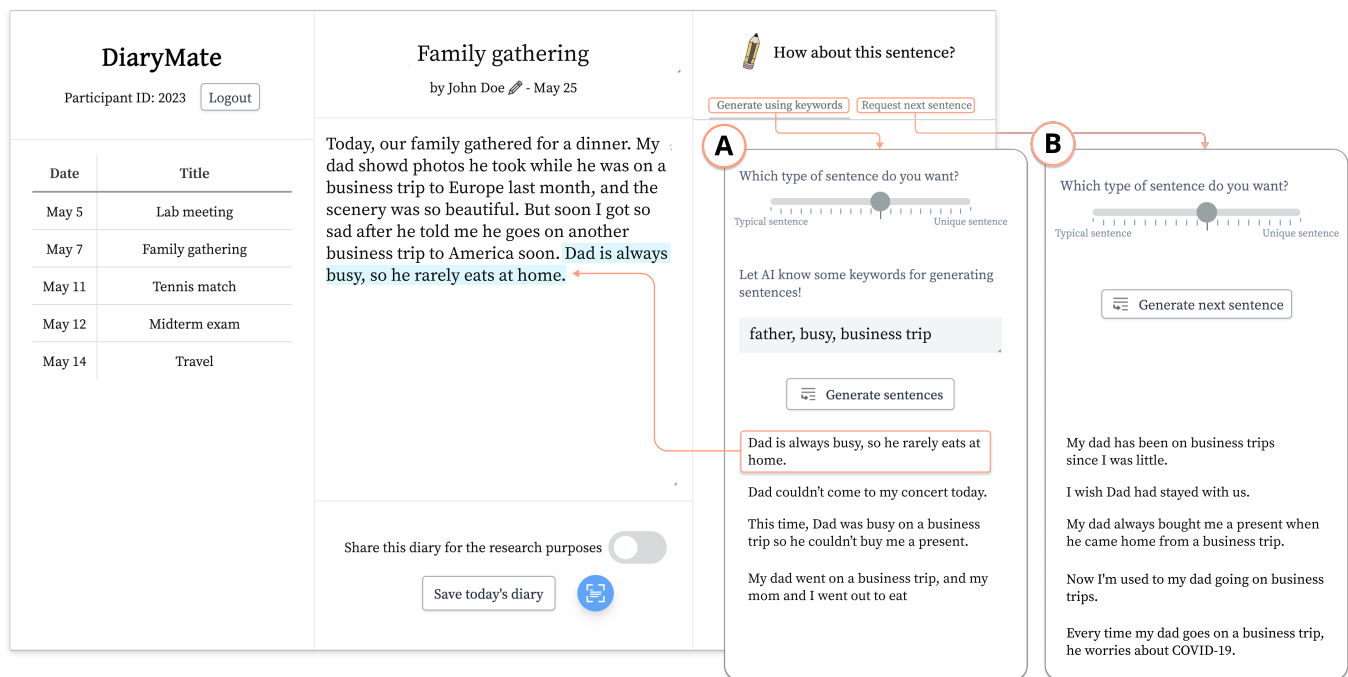 DiaryMate
Participant ID: 2023
Logout
Date Title
May 5 Lab meeting
May 7 Family gathering
May 11 Tennis match
May 12 Midterm exam
May 14 Travel
Family gathering
by John Doe - May 25
Today, our family gathered for a dinner. My
dad showd photos he took while he was on a
business trip to Europe last month, and the
scenery was so beautiful. But soon I got so
sad after he told me he goes on another
business trip to America soon. Dad is always
busy, so he rarely eats at home.
Share this diary for the research purposes
Save today's diary
How about this sentence?
Generate using keywords
Request next sentence
A
Which type of sentence do you want?
Typical sentence
Unique sentence
Let AI know some keywords for generating
sentences!
father, busy, business trip
Generate sentences
Dad is always busy, so he rarely eats at
home.
Dad couldn’t come to my concert today.
This time, Dad was busy on a business
trip so he couldn’t buy me a present.
My dad went on a business trip, and my
mom and I went out to eat
B
Which type of sentence do you want?
Typical sentence
Unique sentence
Generate next sentence
My dad has been on business trips
since I was little.
I wish Dad had stayed with us.
My dad always bought me a present when
he came home from a business trip.
Now I'm used to my dad going on business
trips.
Every time my dad goes on a business trip,
he worries about COVID-19.